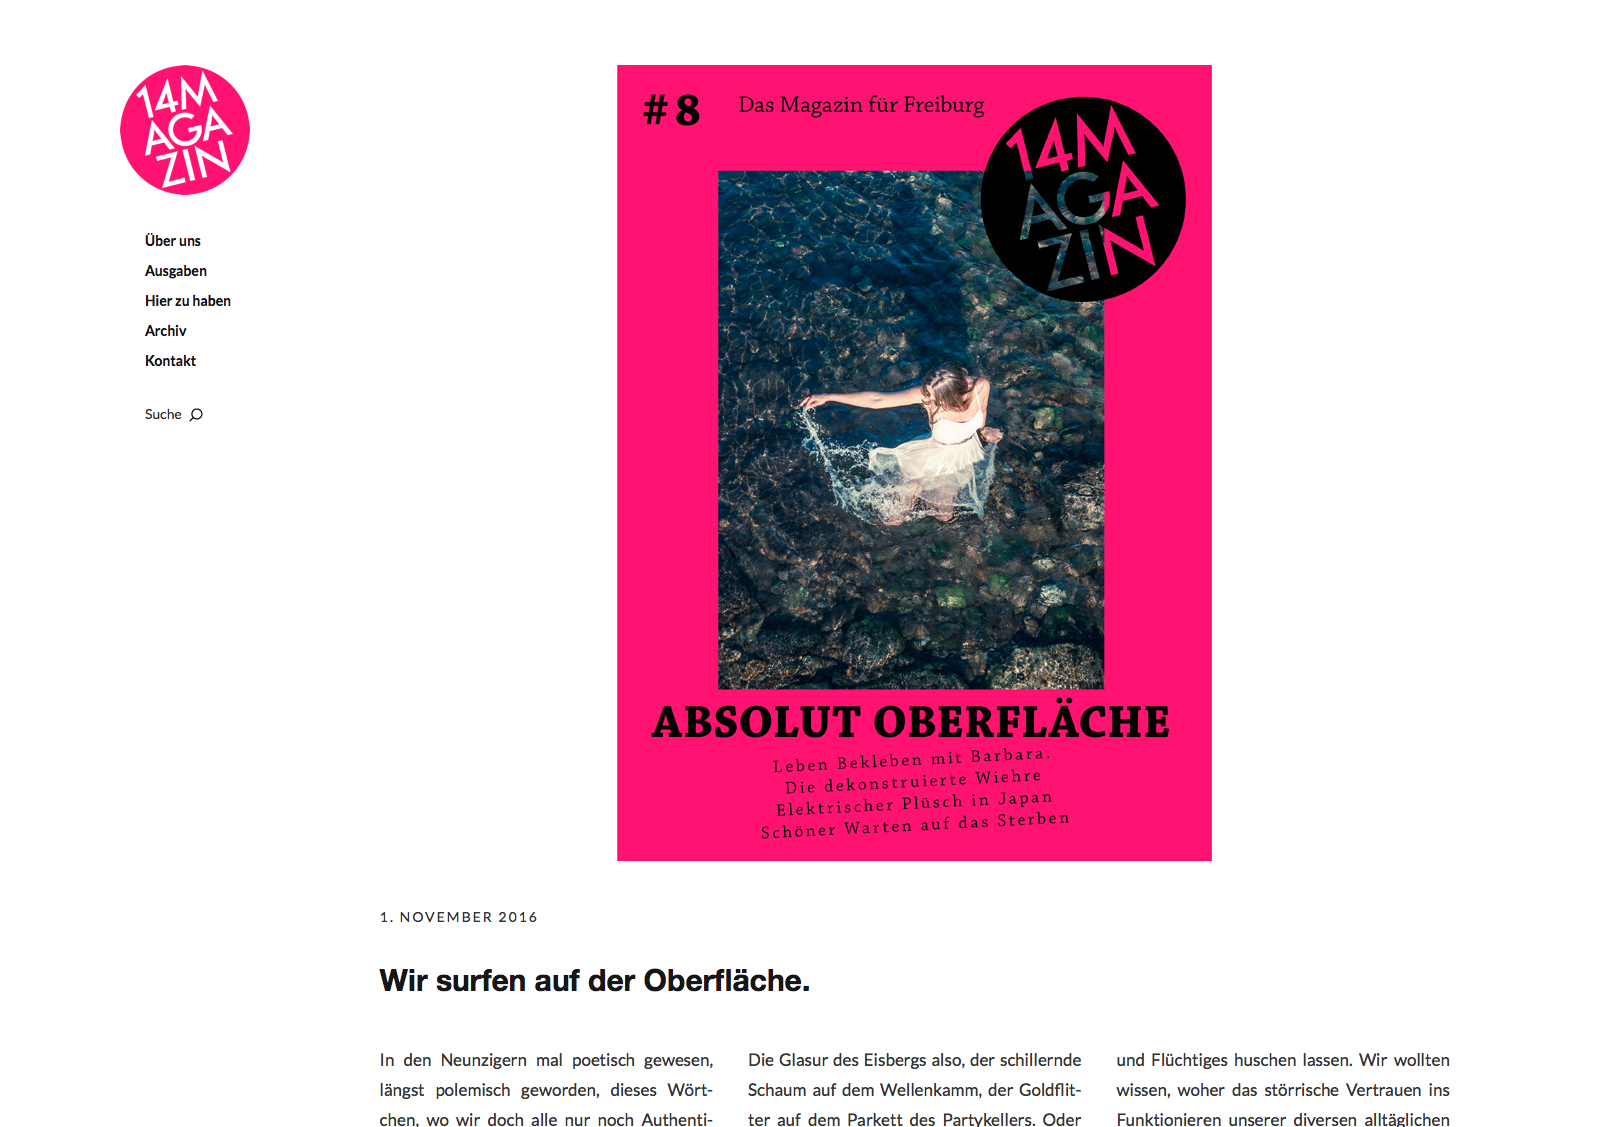 14M
AGA
ZIN
Über uns
Ausgaben
Hier zu haben
Archiv
Kontakt
Suche
#8 Das Magazin für Freiburg
14M
AGA
ZIN
ABSOLUT OBERFLÄCHE
Leben Bekleben mit Barbara.
Die dekonstruierte Wiehre
Elektrischer Plüsch in Japan
Schöner Warten auf das Sterben
1. NOVEMBER 2016
Wir surfen auf der Oberfläche.
In den Neunzigern mal poetisch gewesen,
längst polemisch geworden, dieses Wört-
chen, wo wir doch alle nur noch Authenti-
Die Glasur des Eisbergs also, der schillernde
Schaum auf dem Wellenkamm, der Goldflit-
ter auf dem Parkett des Partykellers. Oder
und Flüchtiges huschen lassen. Wir wollten
wissen, woher das störrische Vertrauen ins
Funktionieren unserer diversen alltäglichen